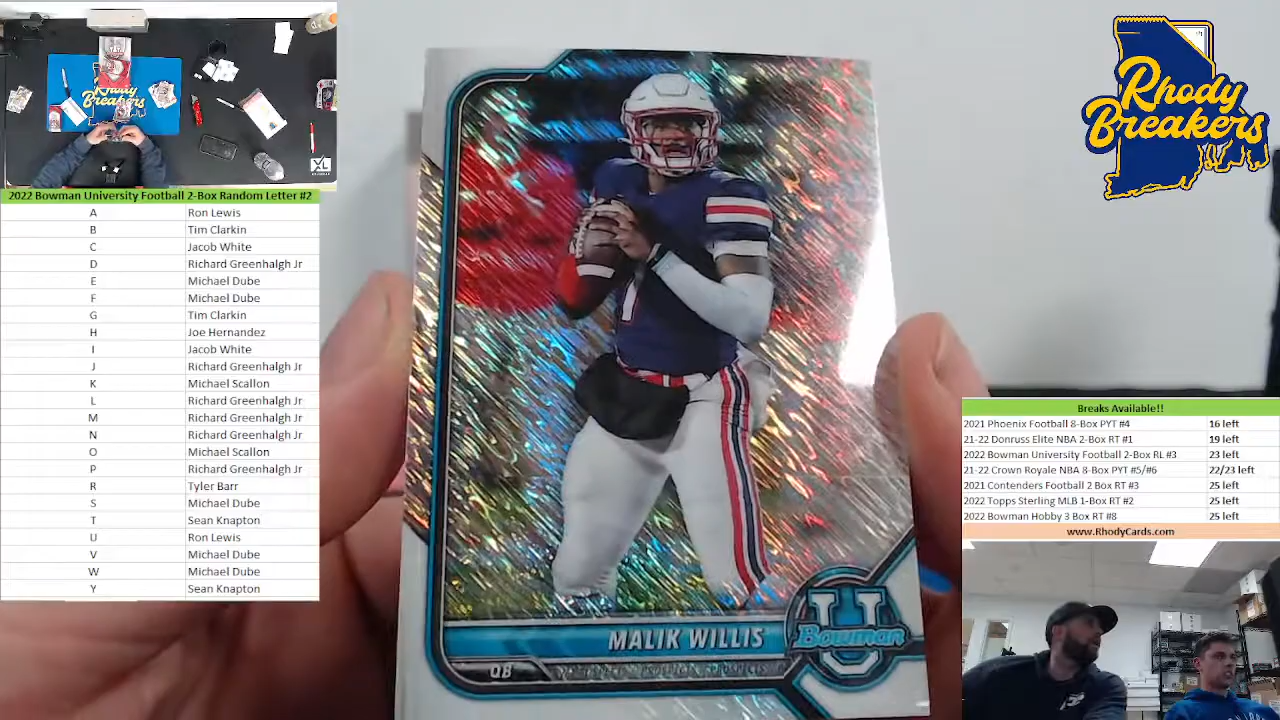 2022 Bowman University Football 2-Box Random Letter #2
A Ron Lewis
B Tim Clarkin
C Jacob White
D Richard Greenhalgh Jr
E Michael Dube
F Michael Dube
G Tim Clarkin
H Joe Hernandez
I Jacob White
J Richard Greenhalgh Jr
K Michael Scallon
L Richard Greenhalgh Jr
M Richard Greenhalgh Jr
N Richard Greenhalgh Jr
O Michael Scallon
P Richard Greenhalgh Jr
R Tyler Barr
S Michael Dube
T Sean Knapton
U Ron Lewis
V Michael Dube
W Michael Dube
Y Sean Knapton
Rhody
Breakers
XL
1
MALIK WILLIS
QB
U
Bowman
Rhody
Breakers
Breaks Available!!
2021 Phoenix Football 8-Box PYT #4 16 left
21-22 Donruss Elite NBA 2-Box RT #1 19 left
2022 Bowman University Football 2-Box RL #3 23 left
21-22 Crown Royale NBA 8-Box PYT #5/#6 22/23 left
2021 Contenders Football 2 Box RT #3 25 left
2022 Topps Sterling MLB 1-Box RT #2 25 left
2022 Bowman Hobby 3 Box RT #8 25 left
www.RhodyCards.com